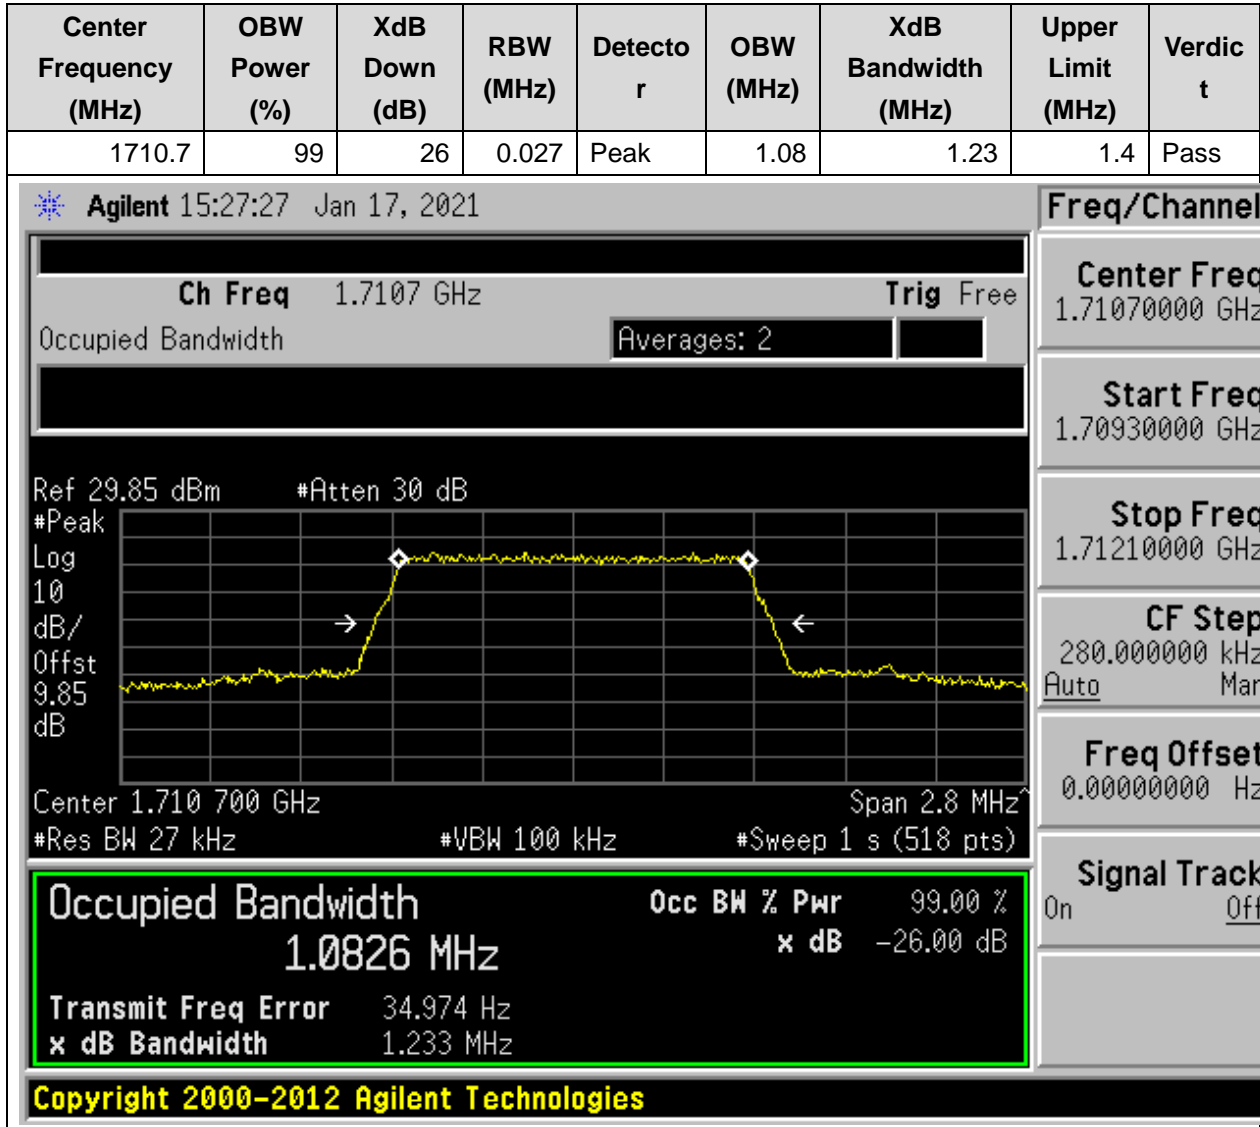 Center Frequency (MHz) OBW Power (%) XdB Down (dB) RBW (MHz) Detector OBW (MHz) XdB Bandwidth (MHz) Upper Limit (MHz) Verdict
1710.7 99 26 0.027 Peak 1.08 1.23 1.4 Pass
Agilent 15:27:27 Jan 17, 2021
Freq/Channel
Ch Freq 1.7107 GHz Trig Free
Occupied Bandwidth Averages: 2
Center Freq
1.71070000 GHz
Start Freq
1.70930000 GHz
Stop Freq
1.71210000 GHz
CF Step
280.000000 kHz
Auto Man
Freq Offset
0.00000000 Hz
Signal Track
On Off
Ref 29.85 dBm #Atten 30 dB
#Peak
Log
10
dB/
Offst
9.85
dB
Center 1.710 700 GHz Span 2.8 MHz^
#Res BW 27 kHz #VBW 100 kHz #Sweep 1 s (518 pts)
Occupied Bandwidth Occ BW % Pwr 99.00 %
1.0826 MHz x dB -26.00 dB
Transmit Freq Error 34.974 Hz
x dB Bandwidth 1.233 MHz
Copyright 2000-2012 Agilent Technologies